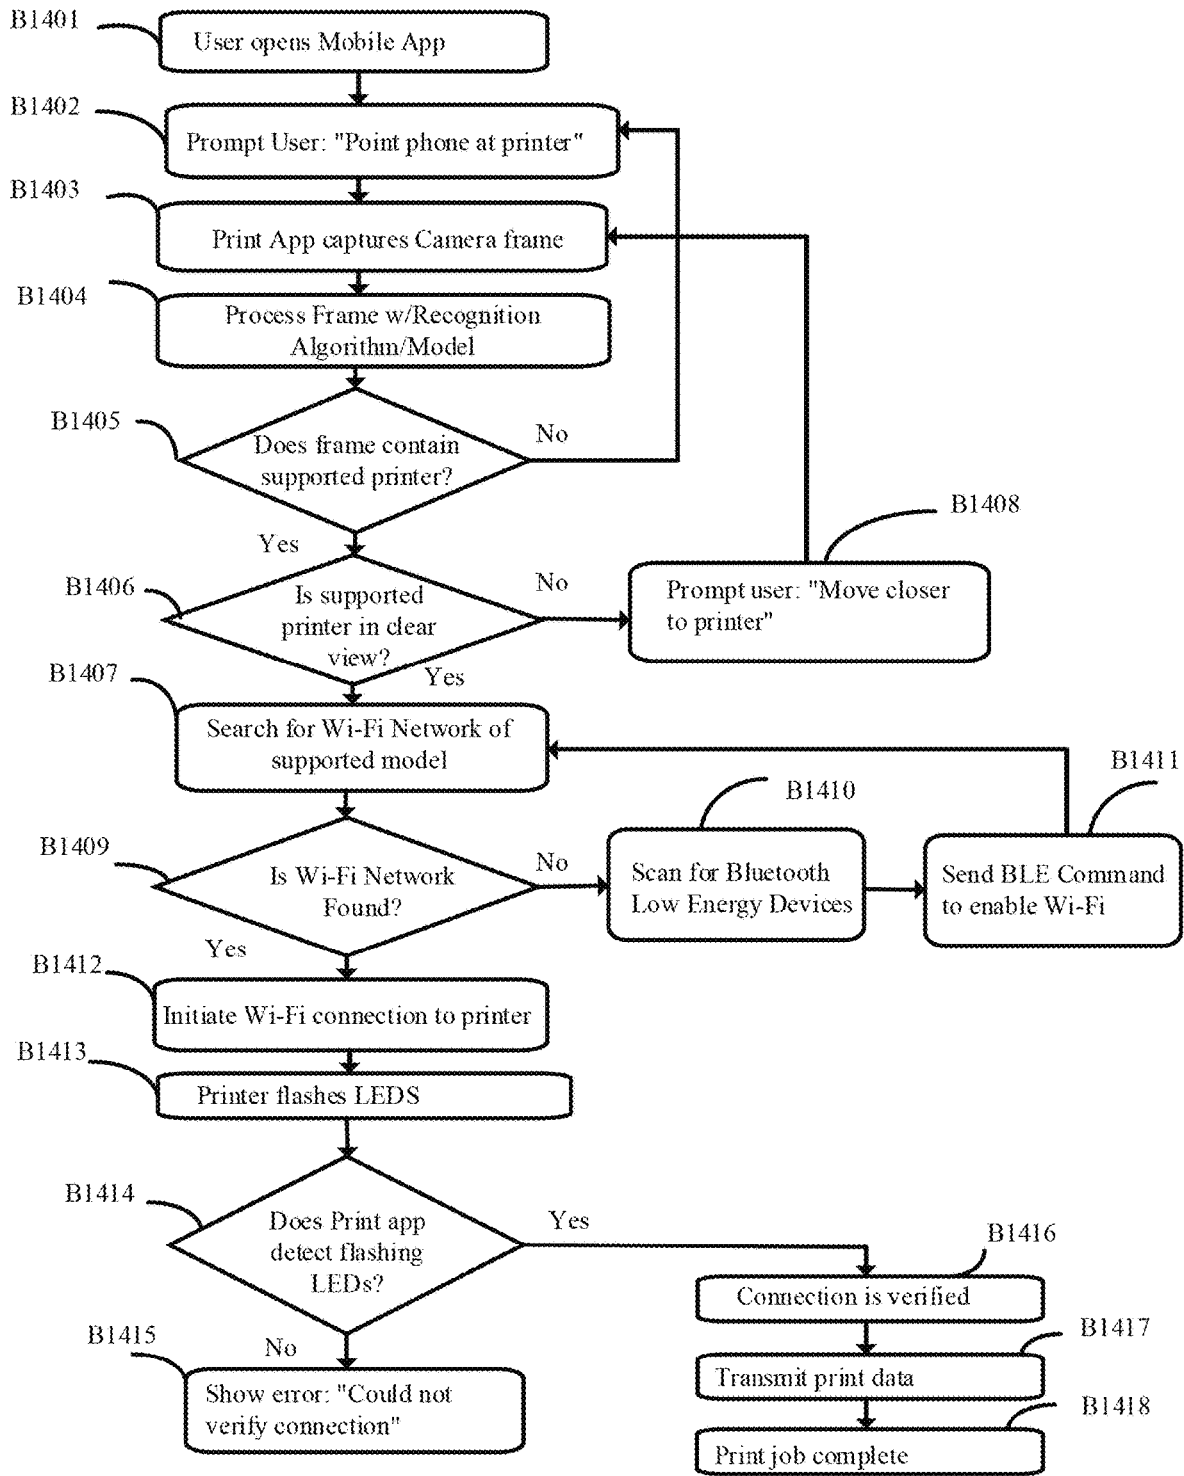 B1401
User opens Mobile App
B1402
Prompt User: "Point phone at printer"
B1403
Print App captures Camera frame
B1404
Process Frame w/Recognition
Algorithm/Model
B1405
Does frame contain
supported printer?
No
Yes
B1406
Is supported
printer in clear
view?
No
Yes
B1408
Prompt user: "Move closer
to printer"
B1407
Search for Wi-Fi Network of
supported model
B1409
Is Wi-Fi Network
Found?
No
Yes
B1410
Scan for Bluetooth
Low Energy Devices
B1411
Send BLE Command
to enable Wi-Fi
B1412
Initiate Wi-Fi connection to printer
B1413
Printer flashes LEDS
B1414
Does Print app
detect flashing
LEDs?
Yes
No
B1415
Show error: "Could not
verify connection"
B1416
Connection is verified
B1417
Transmit print data
B1418
Print job complete